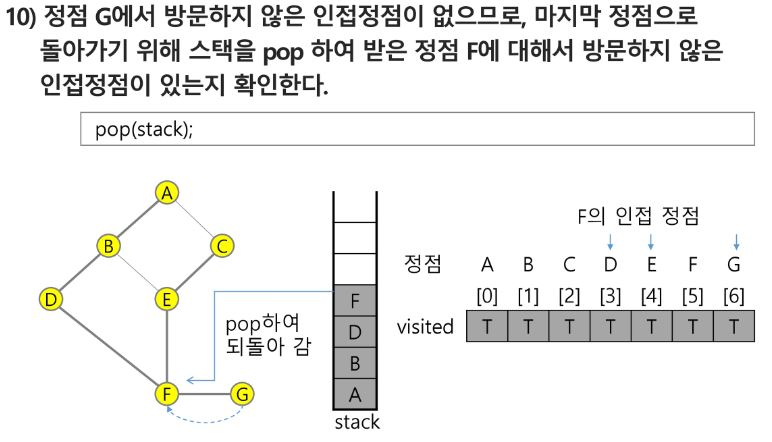 10) 정점 G에서 방문하지 않은 인접정점이 없으므로, 마지막 정점으로
돌아가기 위해 스택을 pop 하여 받은 정점 F에 대해서 방문하지 않은
인접정점이 있는지 확인한다.
pop(stack);
A
B
C
D
E
F
G
pop하여
되돌아 감
F
D
B
A
stack
F의 인접 정점
정점 A B C D E F G
[0] [1] [2] [3] [4] [5] [6]
visited T T T T T T T